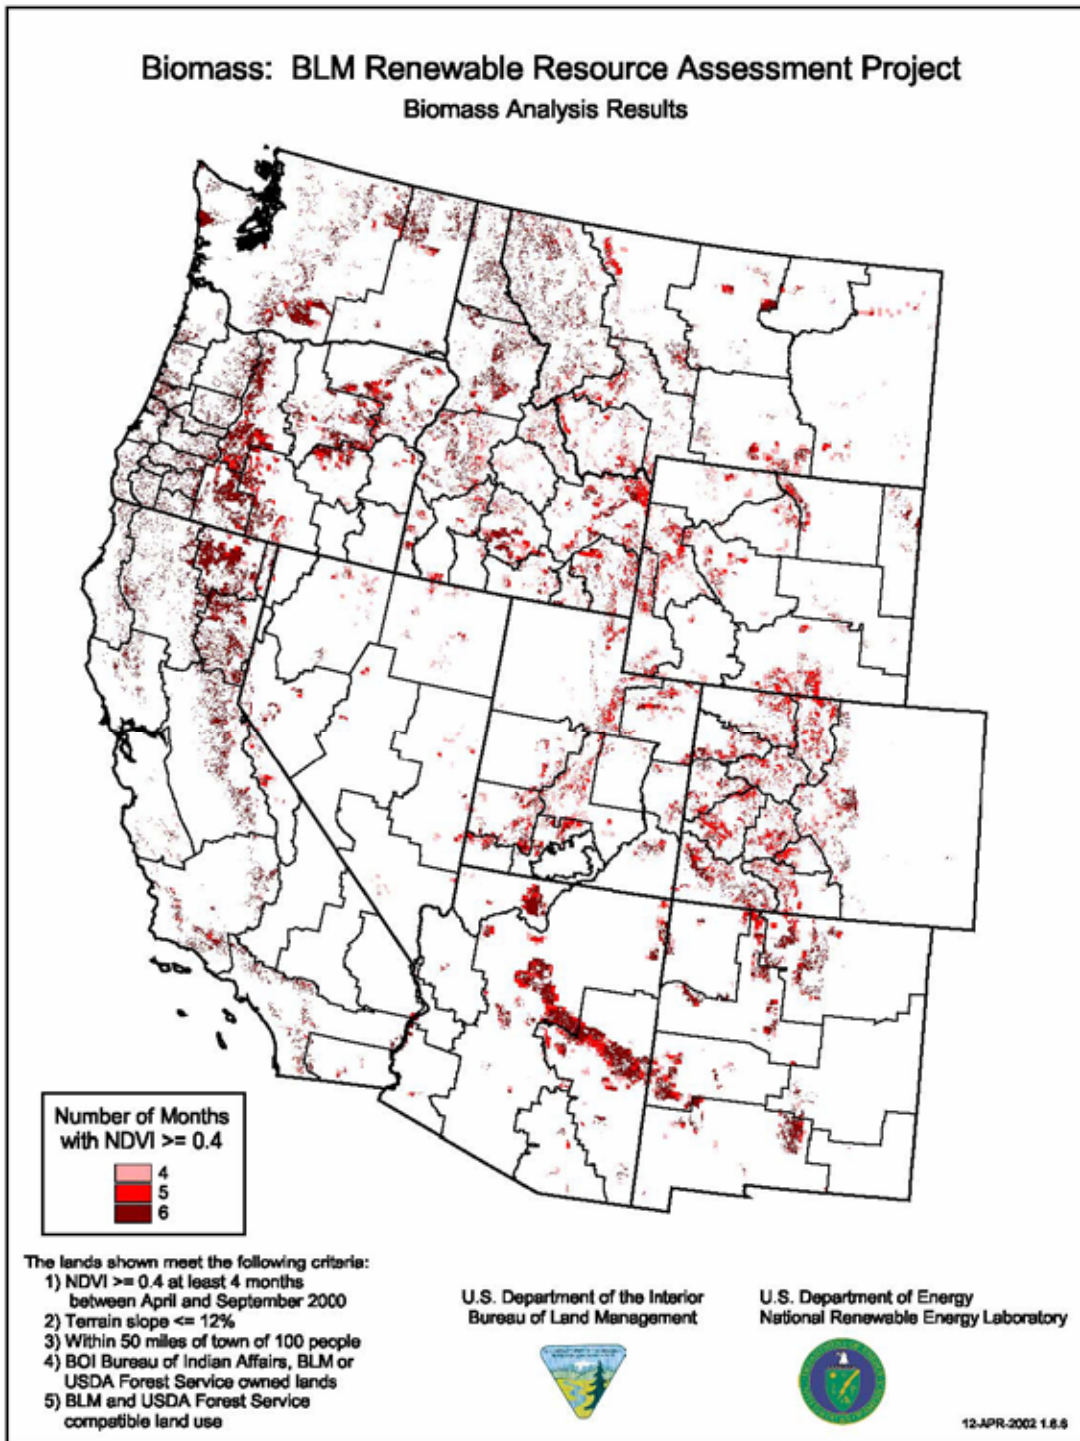 Biomass: BLM Renewable Resource Assessment Project
Biomass Analysis Results
Number of Months
with NDVI >= 0.4
4
5
6
The lands shown meet the following criteria:
1) NDVI >= 0.4 at least 4 months
between April and September 2000
2) Terrain slope <= 12%
3) Within 50 miles of town of 100 people
4) BOI Bureau of Indian Affairs, BLM or
USDA Forest Service owned lands
5) BLM and USDA Forest Service
compatible land use
U.S. Department of the Interior
Bureau of Land Management
U.S. Department of Energy
National Renewable Energy Laboratory
12-APR-2002 1.6.6